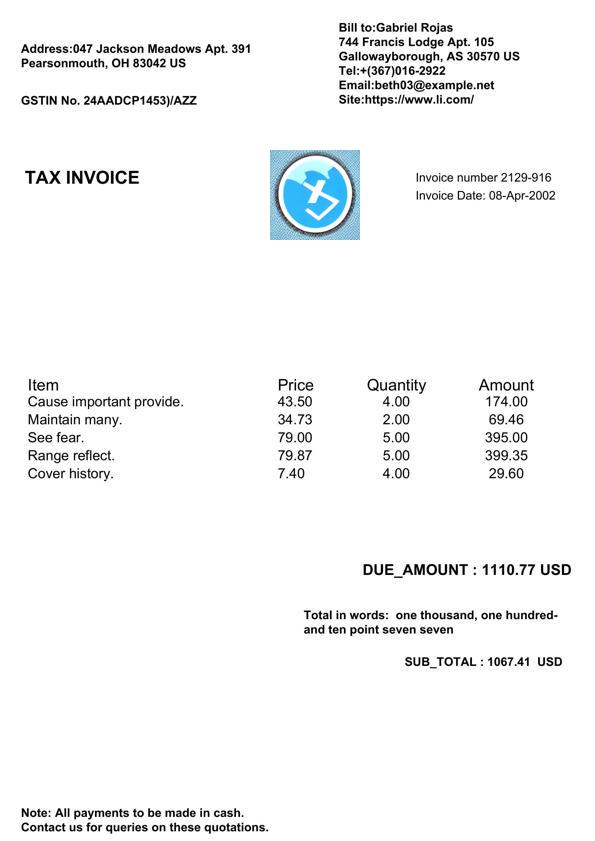 Address:047 Jackson Meadows Apt. 391
Pearsonmouth, OH 83042 US
GSTIN No. 24AADCP1453)/AZZ
Bill to:Gabriel Rojas
744 Francis Lodge Apt. 105
Gallowayborough, AS 30570 US
Tel:+(367)016-2922
Email:beth03@example.net
Site:https://www.li.com/
TAX INVOICE
Invoice number 2129-916
Invoice Date: 08-Apr-2002
Item Price Quantity Amount
Cause important provide. 43.50 4.00 174.00
Maintain many. 34.73 2.00 69.46
See fear. 79.00 5.00 395.00
Range reflect. 79.87 5.00 399.35
Cover history. 7.40 4.00 29.60
DUE_AMOUNT : 1110.77 USD
Total in words:  one thousand, one hundred-
and ten point seven seven
SUB_TOTAL : 1067.41  USD
Note: All payments to be made in cash.
Contact us for queries on these quotations.